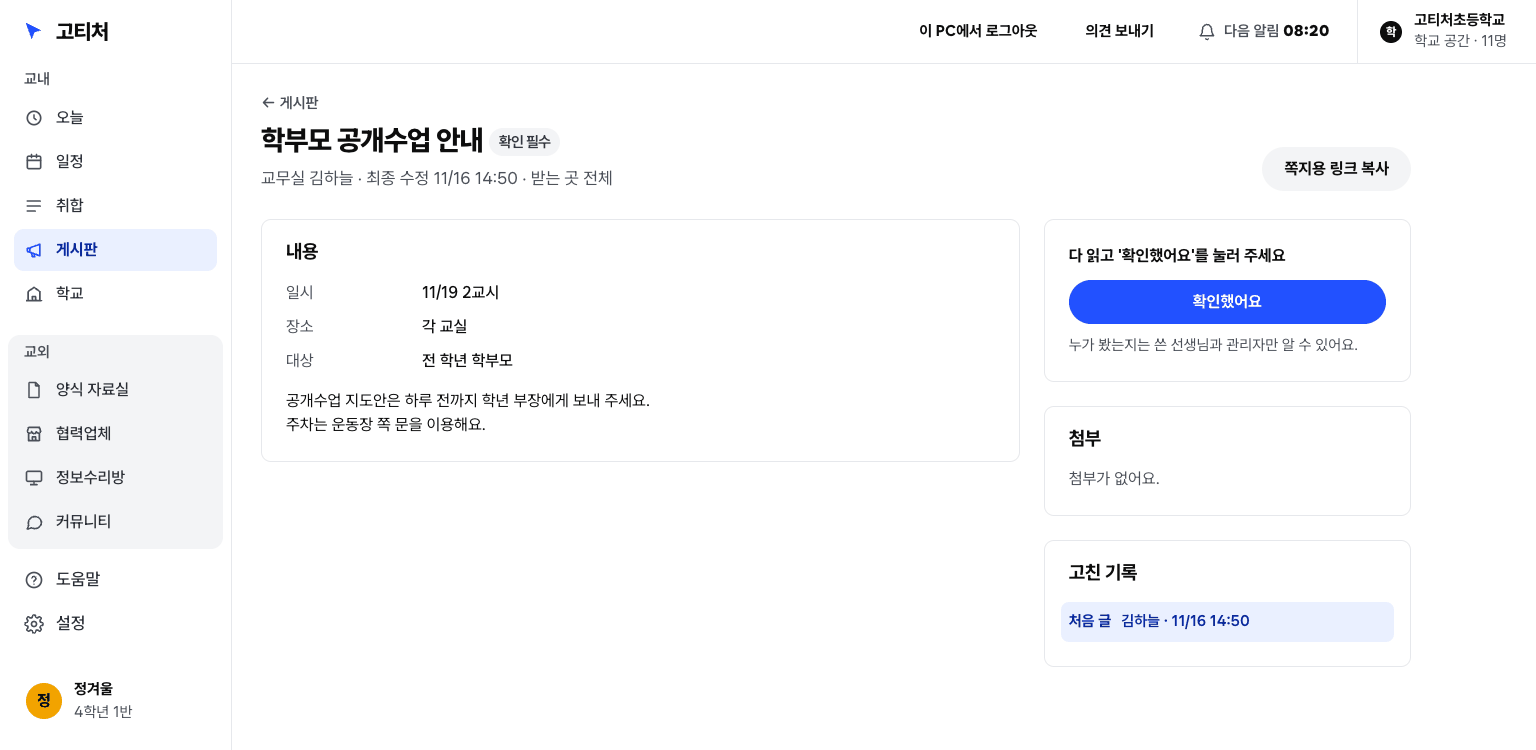 고티처
교내
오늘
일정
취합
게시판
학교
교외
양식 자료실
협력업체
정보수리방
커뮤니티
도움말
설정
정
정겨울
4학년 1반
이 PC에서 로그아웃
의견 보내기
다음 알림 08:20
학
고티처초등학교
학교 공간 · 11명
← 게시판
학부모 공개수업 안내 확인 필수
교무실 김하늘 · 최종 수정 11/16 14:50 · 받는 곳 전체
쪽지용 링크 복사
내용
일시 11/19 2교시
장소 각 교실
대상 전 학년 학부모
공개수업 지도안은 하루 전까지 학년 부장에게 보내 주세요.
주차는 운동장 쪽 문을 이용해요.
다 읽고 '확인했어요'를 눌러 주세요
확인했어요
누가 봤는지는 쓴 선생님과 관리자만 알 수 있어요.
첨부
첨부가 없어요.
고친 기록
처음 글 김하늘 · 11/16 14:50